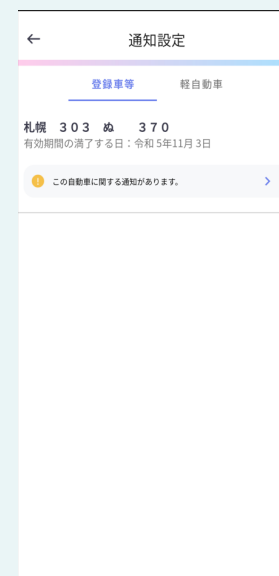 通知設定
登録車等 軽自動車
札幌 ３０３ ぬ ３７０
有効期間の満了する日：令和 5年11月 3日
この自動車に関する通知があります。